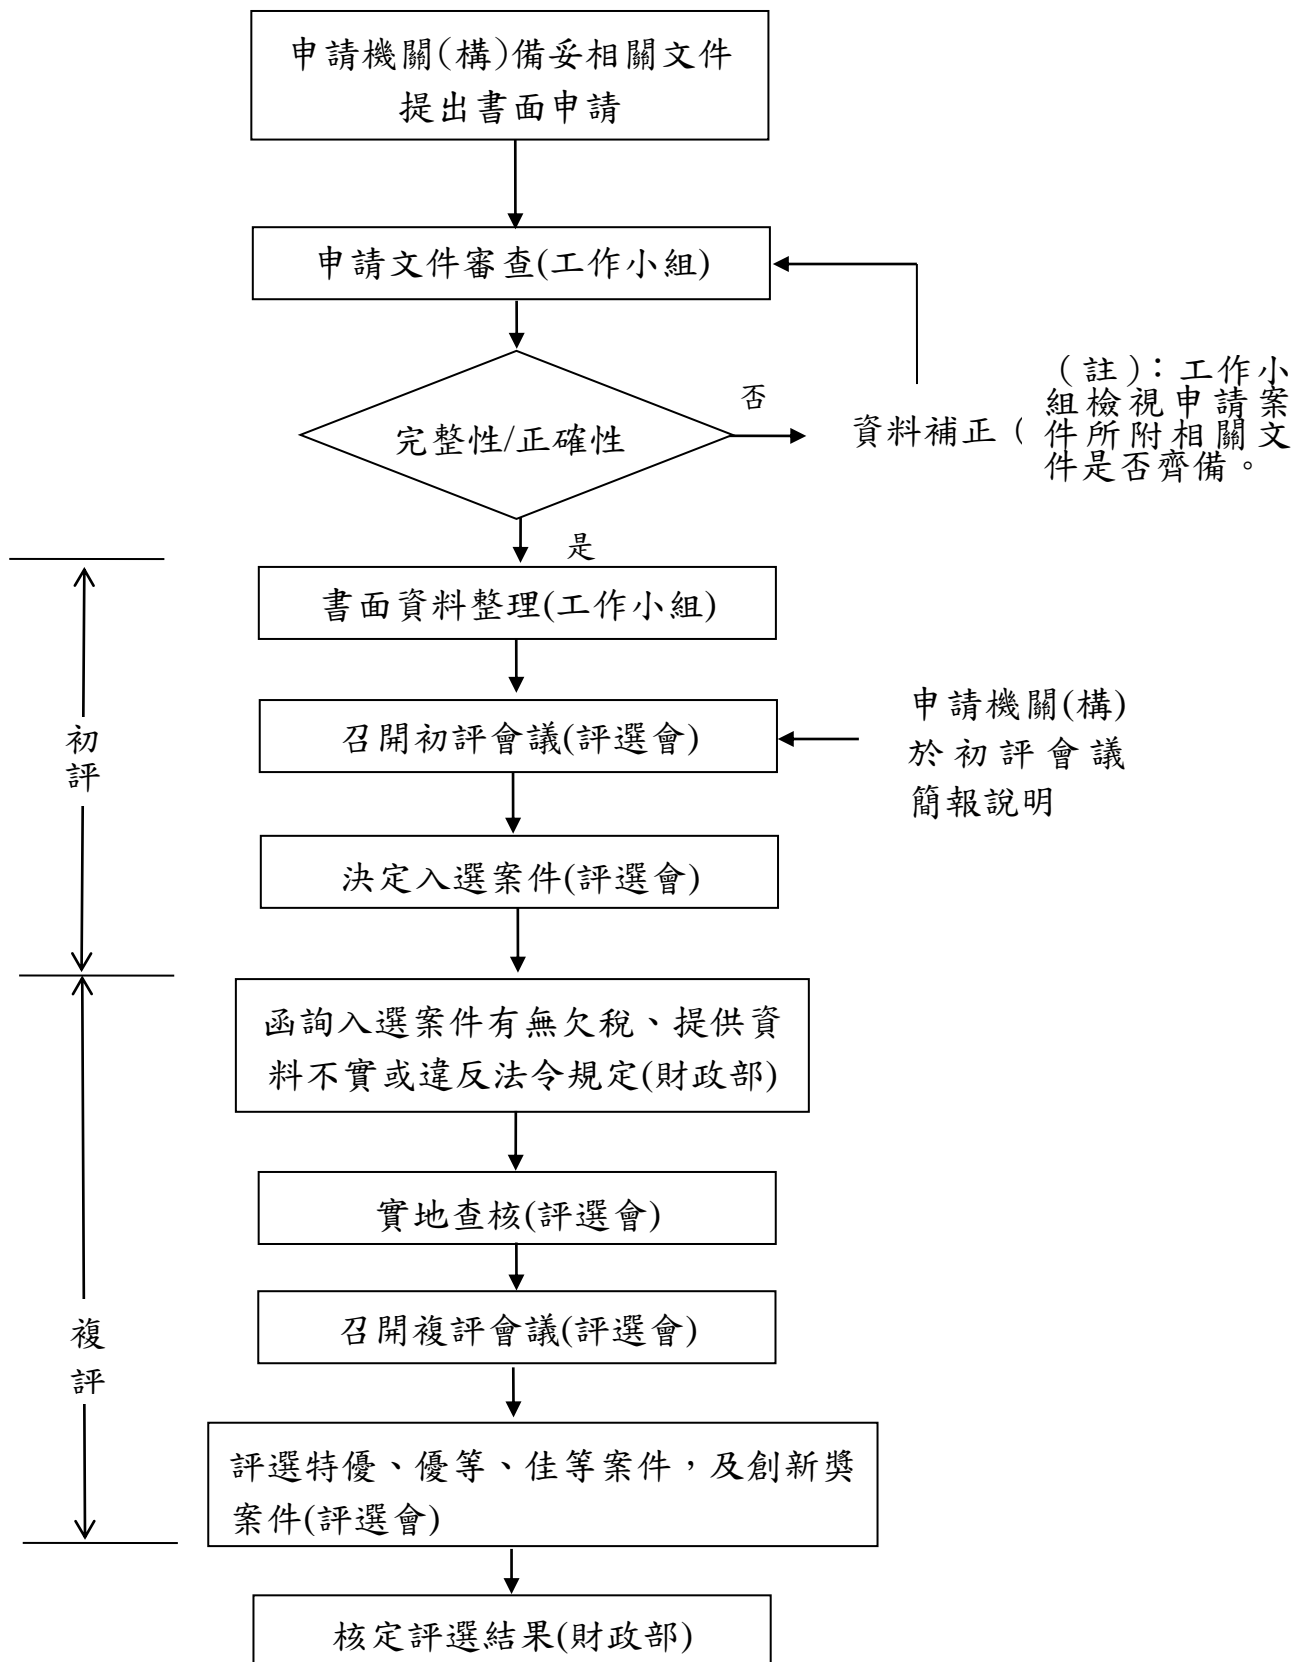 申請機關(構)備妥相關文件
提出書面申請
申請文件審查(工作小組)
完整性/正確性
否
資料補正(
(註)：工作小
組檢視申請案
件所附相關文
件是否齊備。
是
書面資料整理(工作小組)
召開初評會議(評選會)
申請機關(構)
於初評會議
簡報說明
初
評
決定入選案件(評選會)
函詢入選案件有無欠稅、提供資
料不實或違反法令規定(財政部)
實地查核(評選會)
召開複評會議(評選會)
複
評
評選特優、優等、佳等案件，及創新獎
案件(評選會)
核定評選結果(財政部)